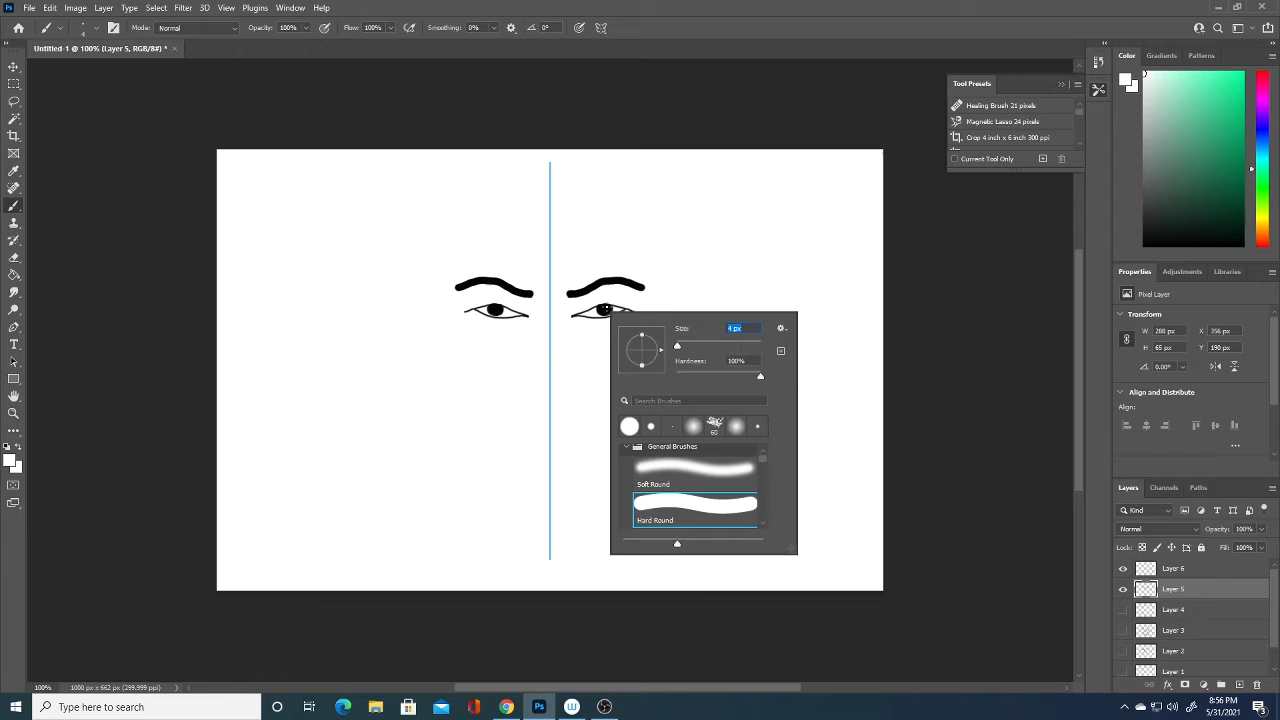 File Edit Image Layer Type Select Filter 3D View Plugins Window Help
4 Mode: Normal Opacity: 100% Flow: 100% Smoothing: 0% 0°
Untitled-1 @ 100% (Layer 5, RGB/8#) * ×
Color Gradients Patterns
Tool Presets
Healing Brush 21 pixels
Magnetic Lasso 24 pixels
Crop 4 inch x 6 inch 300 ppi
Current Tool Only
Size: 4 px
Hardness: 100%
Search Brushes
60
General Brushes
Soft Round
Hard Round
Properties Adjustments Libraries
Pixel Layer
Transform
W 288 px X 356 px
H 65 px Y 190 px
0.00°
Align and Distribute
Align:
Layers Channels Paths
Kind
Normal Opacity: 100%
Lock: Fill: 100%
Layer 6
Layer 5
Layer 4
Layer 3
Layer 2
Layer 1
100% 1000 px x 662 px (299.999 ppi)
Type here to search
8:56 PM
5/31/2021